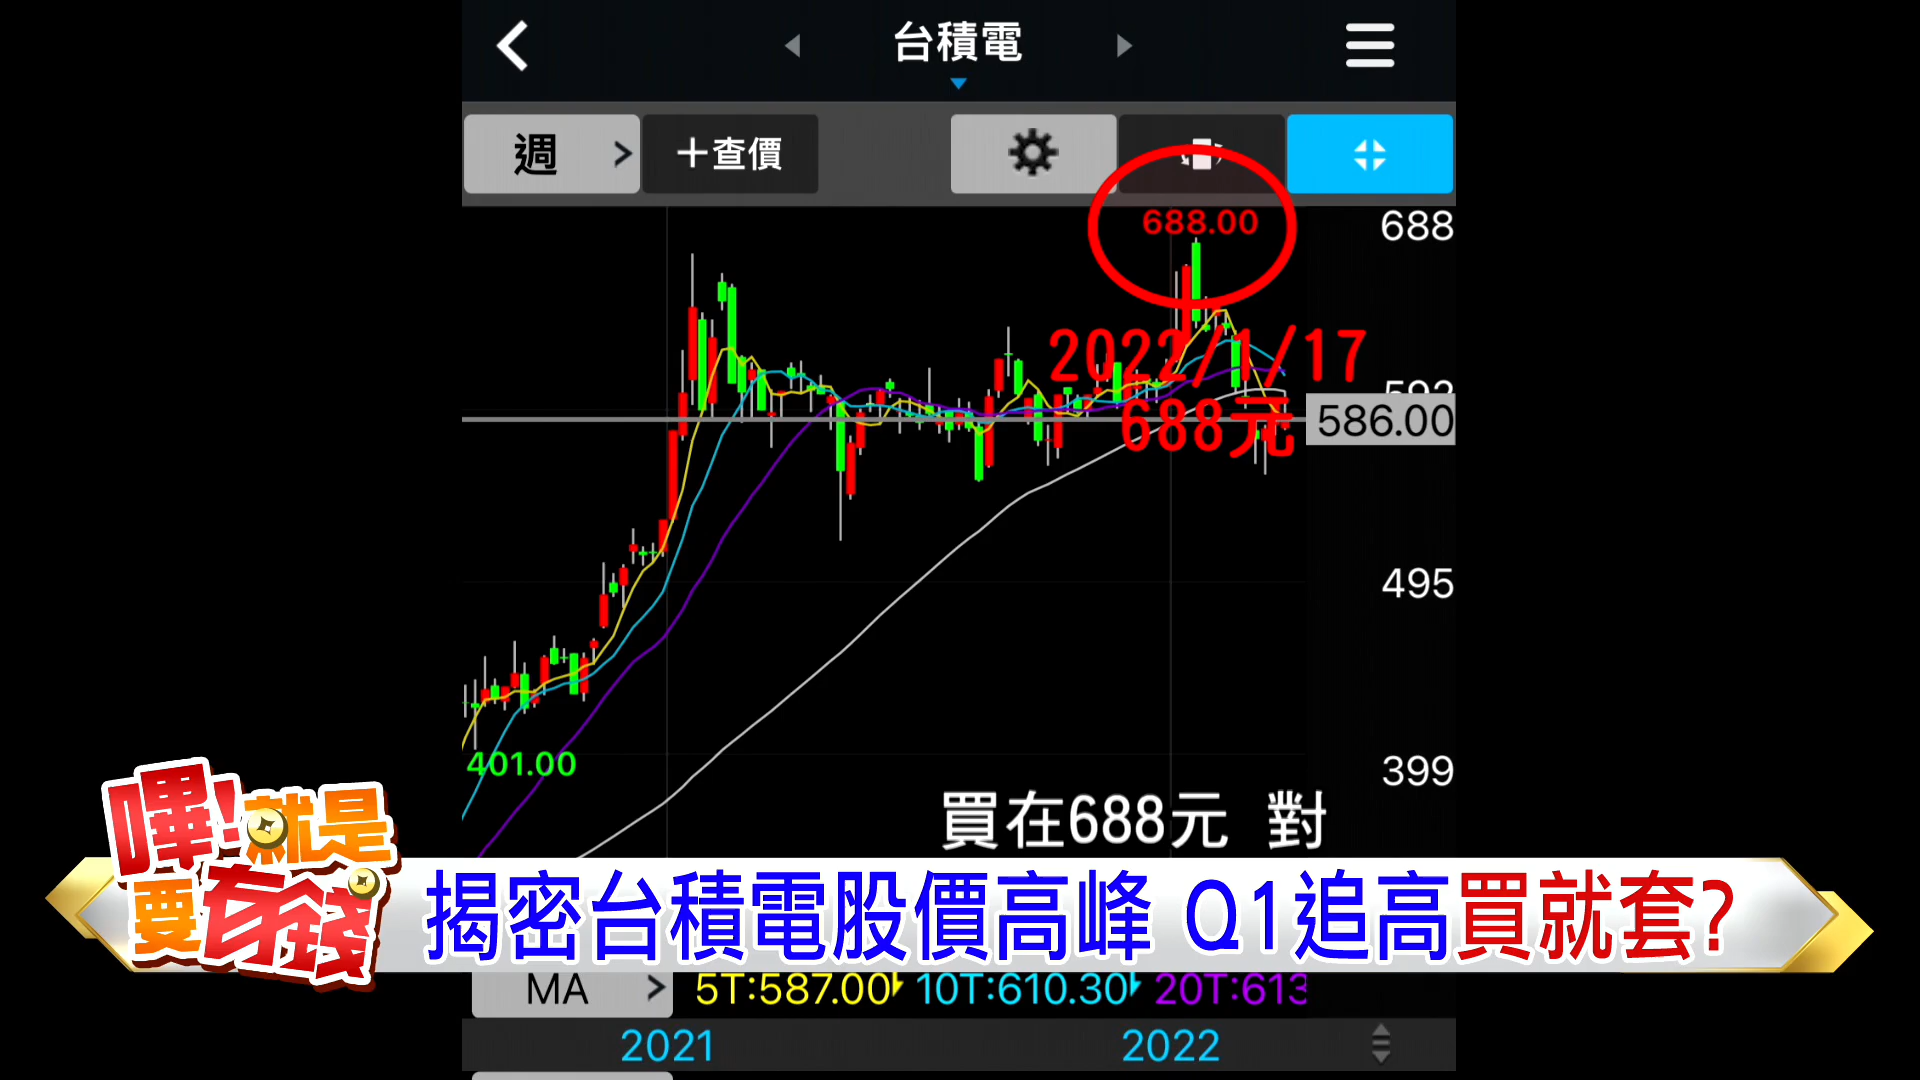 台積電
週
+查價
688.00
688
2022/1/17
688元
586.00
495
401.00
399
買在688元 對
嗶!就是
要有錢
揭密台積電股價高峰 Q1追高買就套?
MA
5T:587.00
10T:610.30
20T:613
2021
2022